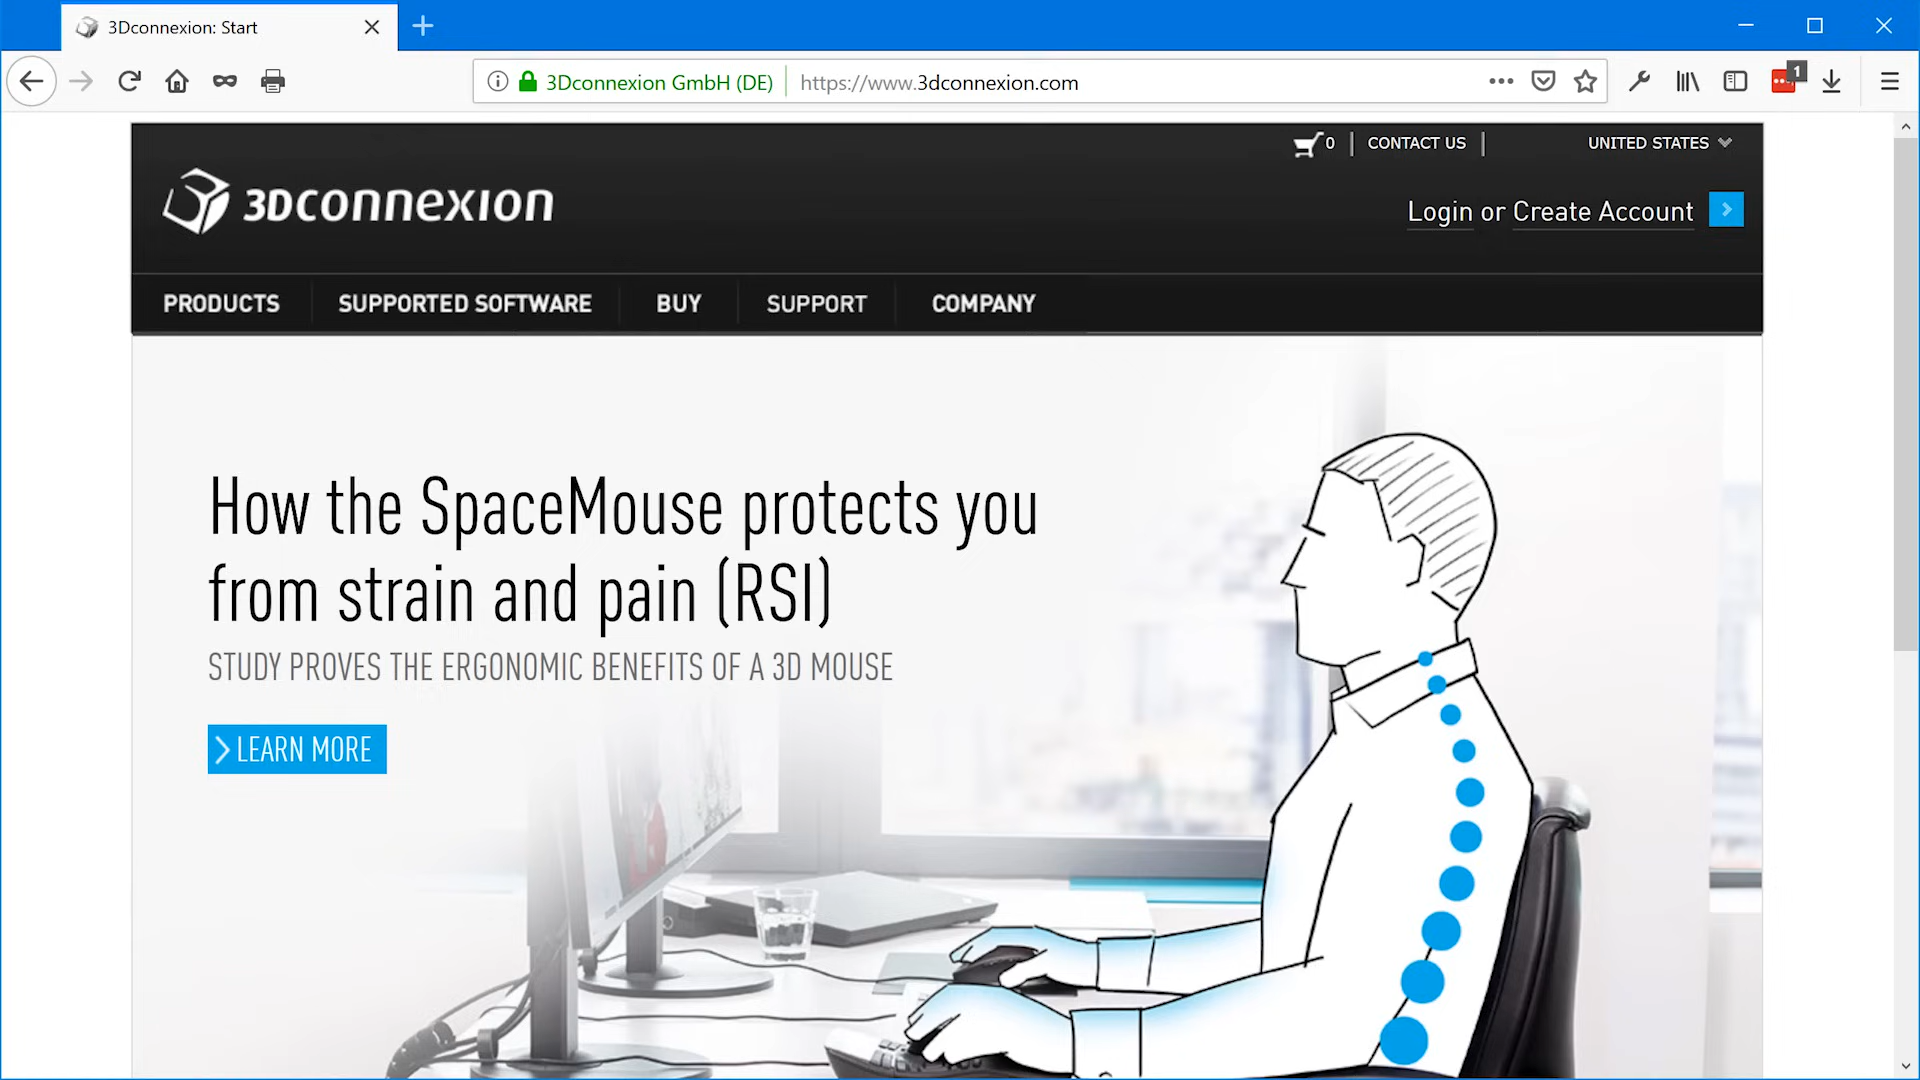 3Dconnexion: Start
3Dconnexion GmbH (DE)
https://www.3dconnexion.com
1
0
CONTACT US
UNITED STATES
3Dconnexion
Login or Create Account
PRODUCTS
SUPPORTED SOFTWARE
BUY
SUPPORT
COMPANY
How the SpaceMouse protects you
from strain and pain (RSI)
STUDY PROVES THE ERGONOMIC BENEFITS OF A 3D MOUSE
LEARN MORE